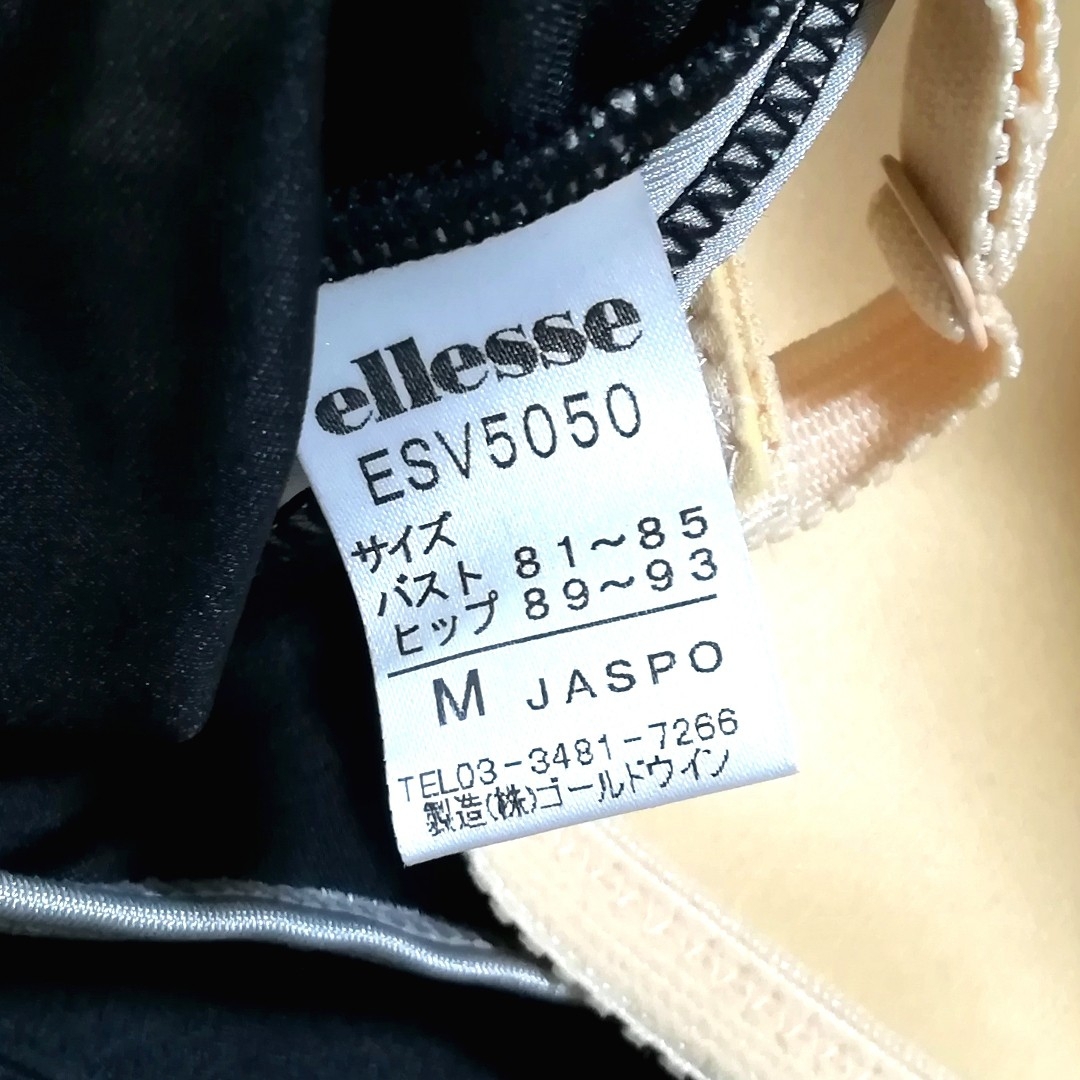 ellesse
ESV5050
サイズ
バスト 81～85
ヒップ 89～93
M JASPO
TEL03-3481-7266
製造(株)ゴールドウイン